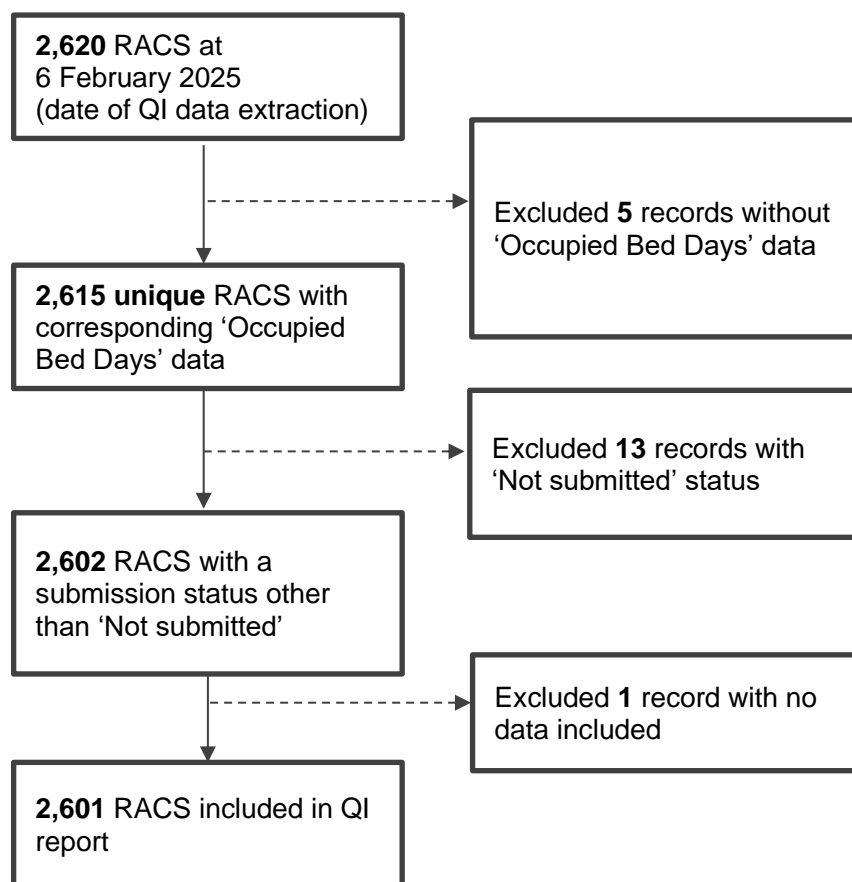 2,620 RACS at
6 February 2025
(date of QI data extraction)
Excluded 5 records without
‘Occupied Bed Days’ data
2,615 unique RACS with
corresponding ‘Occupied
Bed Days’ data
Excluded 13 records with
‘Not submitted’ status
2,602 RACS with a
submission status other
than ‘Not submitted’
Excluded 1 record with no
data included
2,601 RACS included in QI
report